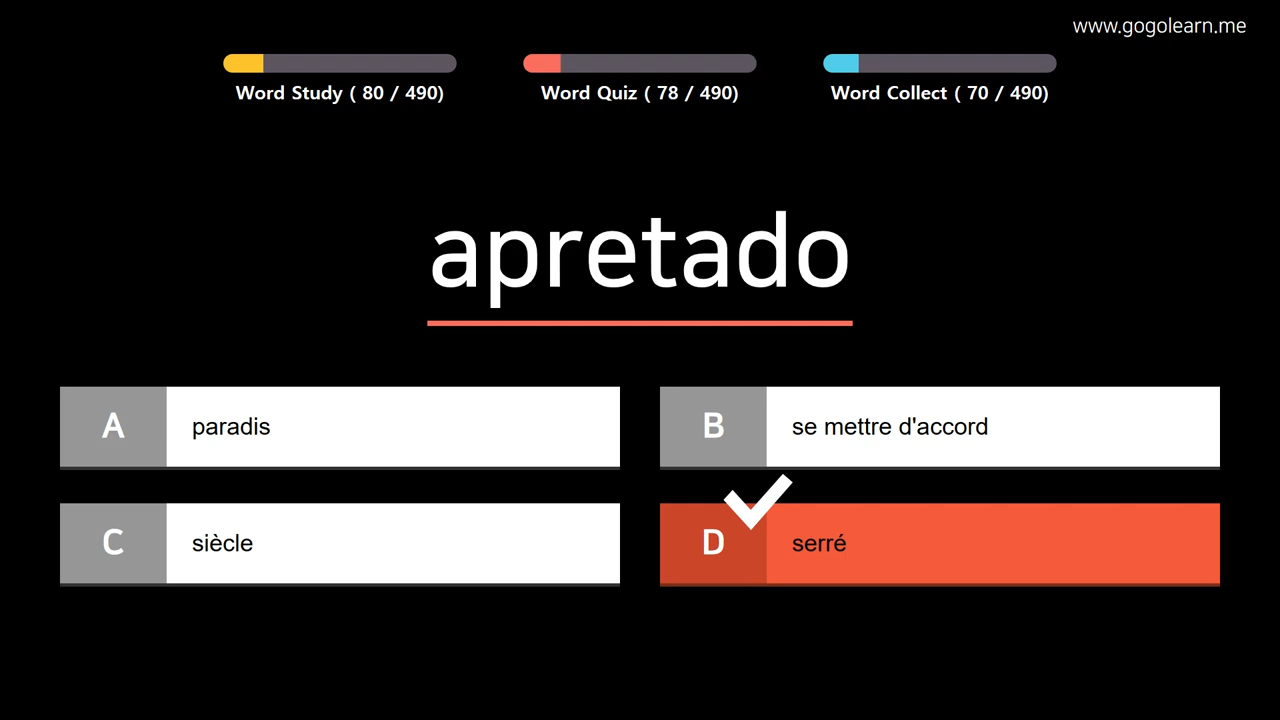 www.gogolearn.me
Word Study ( 80 / 490)
Word Quiz ( 78 / 490)
Word Collect ( 70 / 490)
apretado
A paradis
B se mettre d'accord
C siècle
D serré